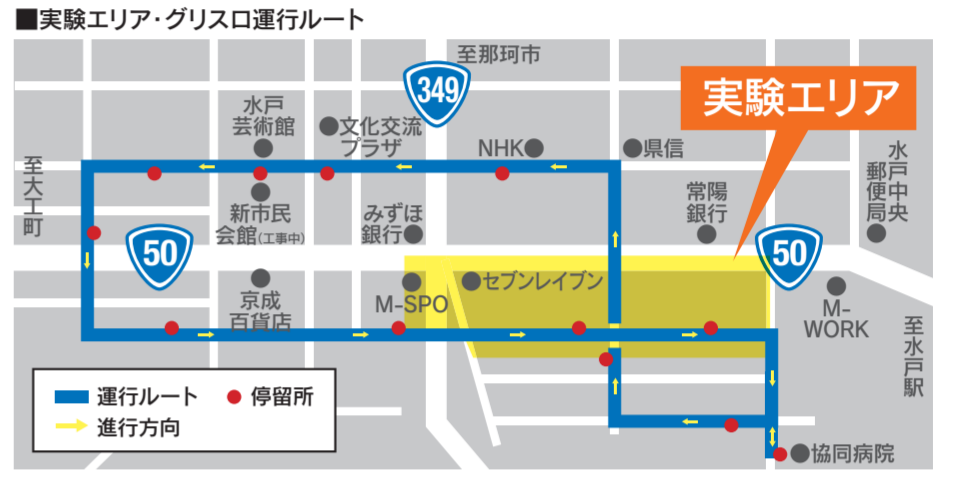 ■実験エリア・グリスロ運行ルート
至那珂市
349
実験エリア
水戸
芸術館
文化交流
プラザ
NHK
県信
水戸中央
郵便局
至大工町
新市民
会館(工事中)
みずほ
銀行
常陽
銀行
50
50
京成
百貨店
M-SPO
セブンレイブン
M-
WORK
至水戸駅
運行ルート
停留所
進行方向
協同病院